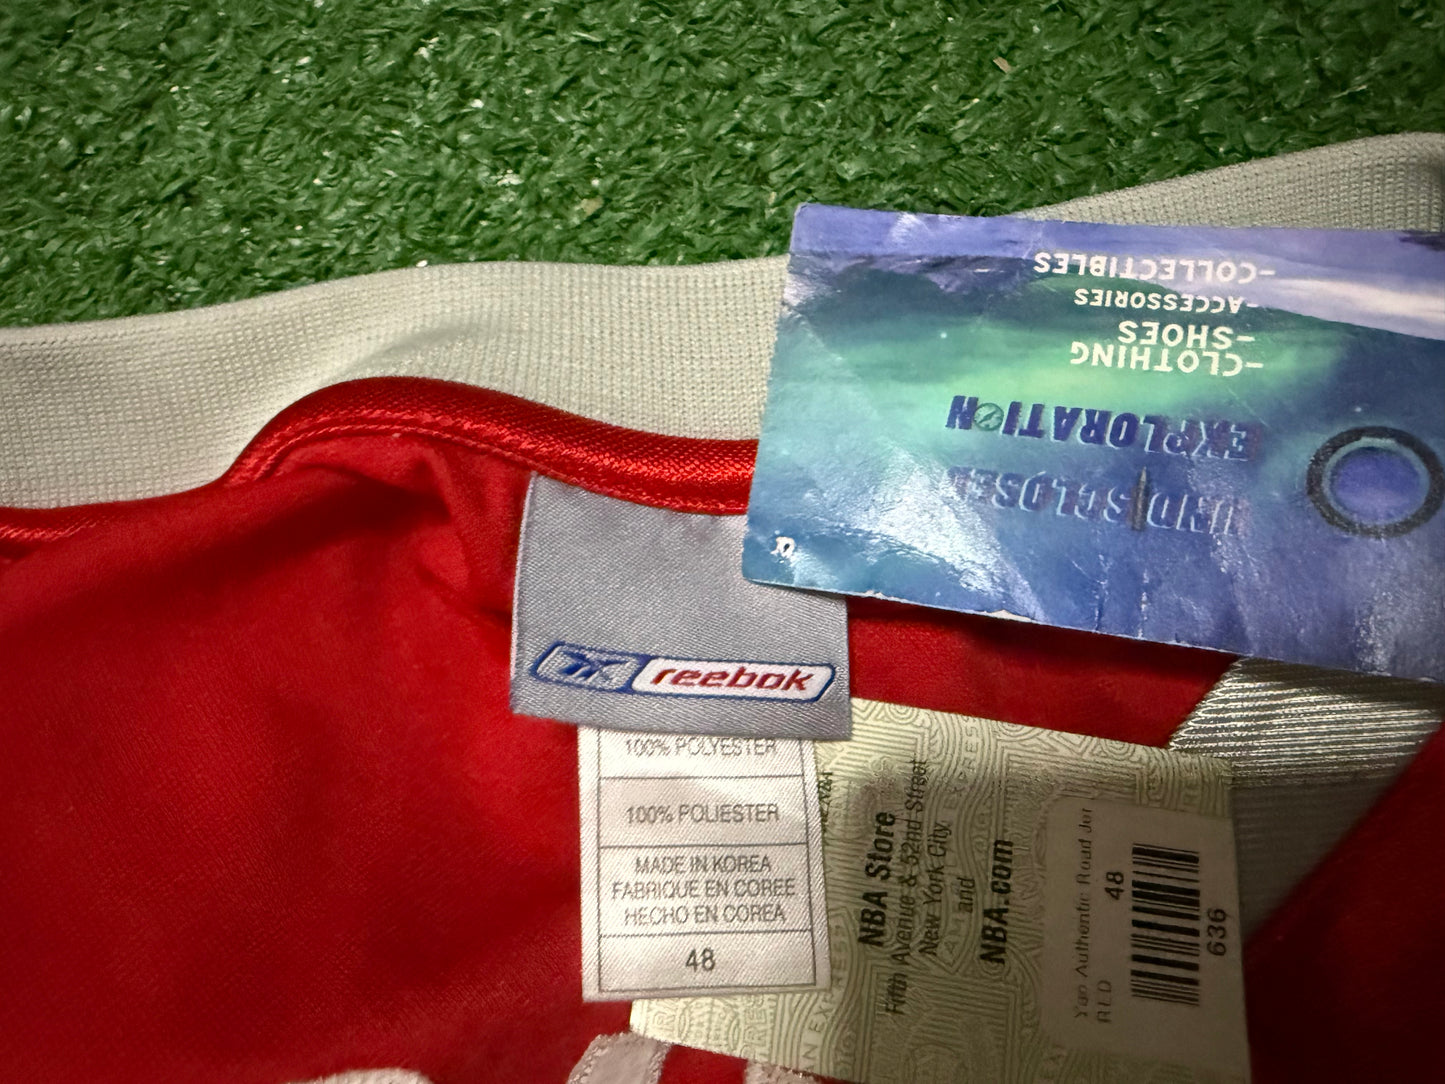 -COLLECTIBLES
-ACCESSORIES
-SHOES
-CLOTHING
EXPLORATION
UNDISCLOSED
reebok
100% POLYESTER
100% POLIESTER
MADE IN KOREA
FABRIQUE EN COREE
HECHO EN COREA
48
NBA Store
Fifth Avenue & 52nd Street
New York City
and
NBA.com
Yao Authentic Road Jer
RED
48
636